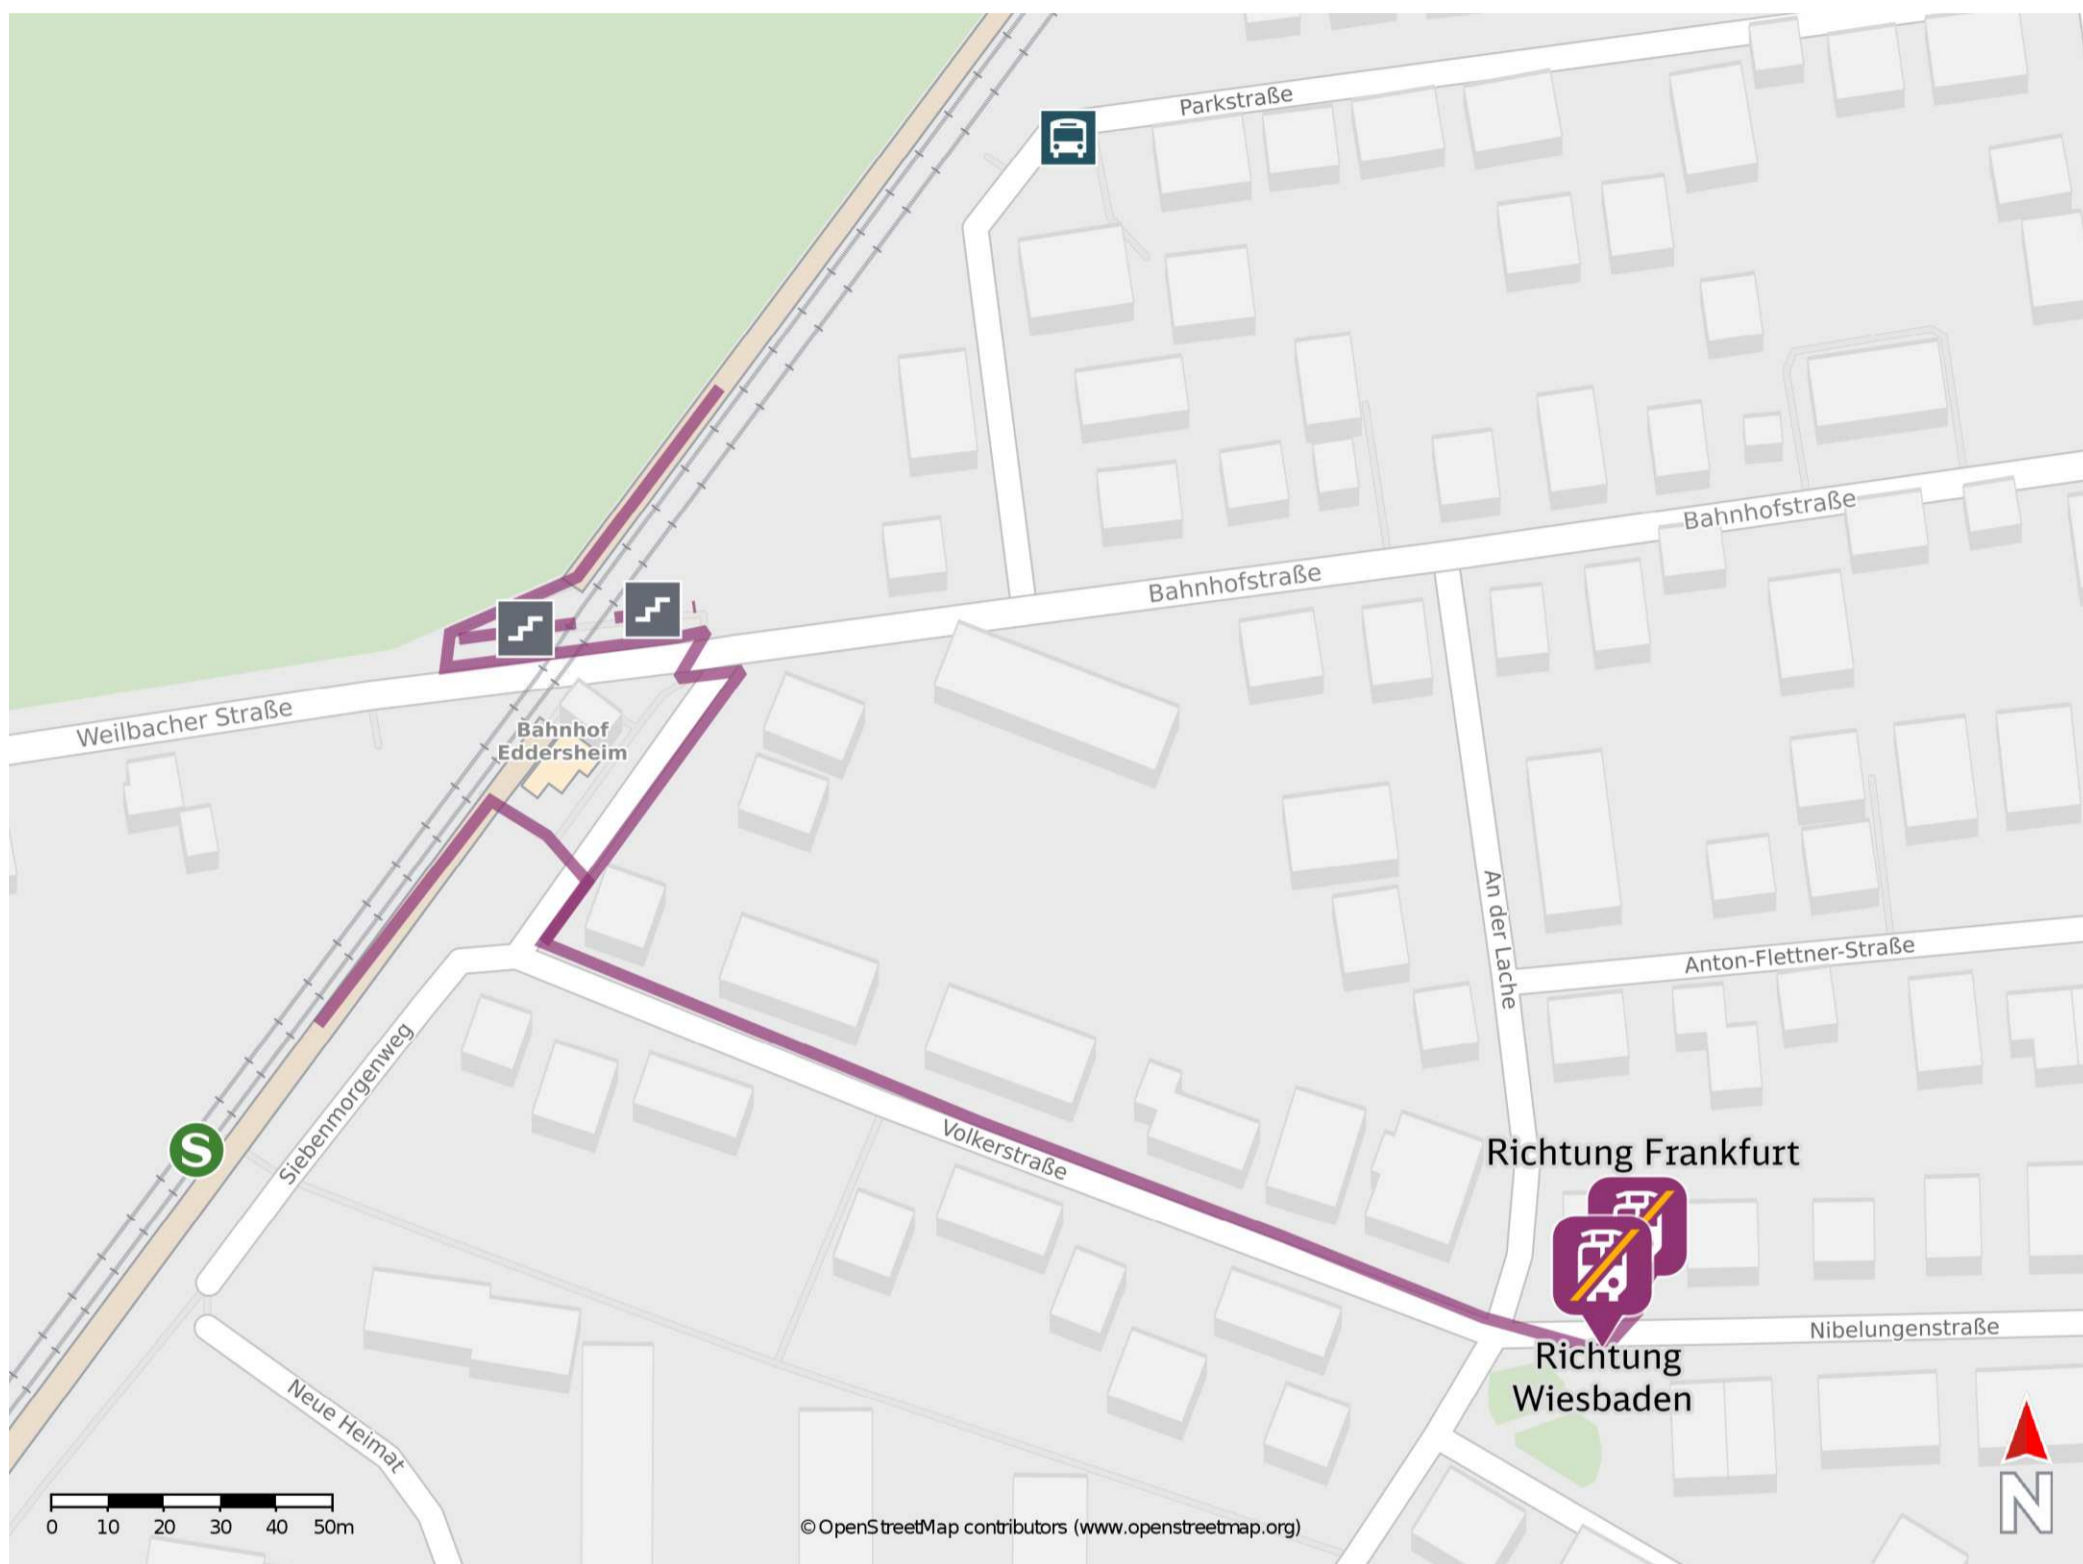 Parkstraße
Bahnhofstraße
Bahnhofstraße
Weilbacher Straße
Bahnhof
Eddersheim
An der Lache
Anton-Flettner-Straße
Siebenmorgenweg
S
Volkerstraße
Richtung Frankfurt
Nibelungenstraße
Richtung
Wiesbaden
Neue Heimat
N
0 10 20 30 40 50m
© OpenStreetMap contributors (www.openstreetmap.org)